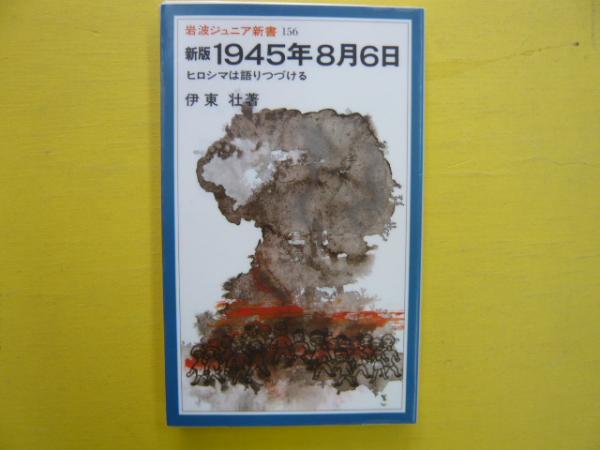 岩波ジュニア新書 156
新版 1945年8月6日
ヒロシマは語りつづける
伊東 壮著